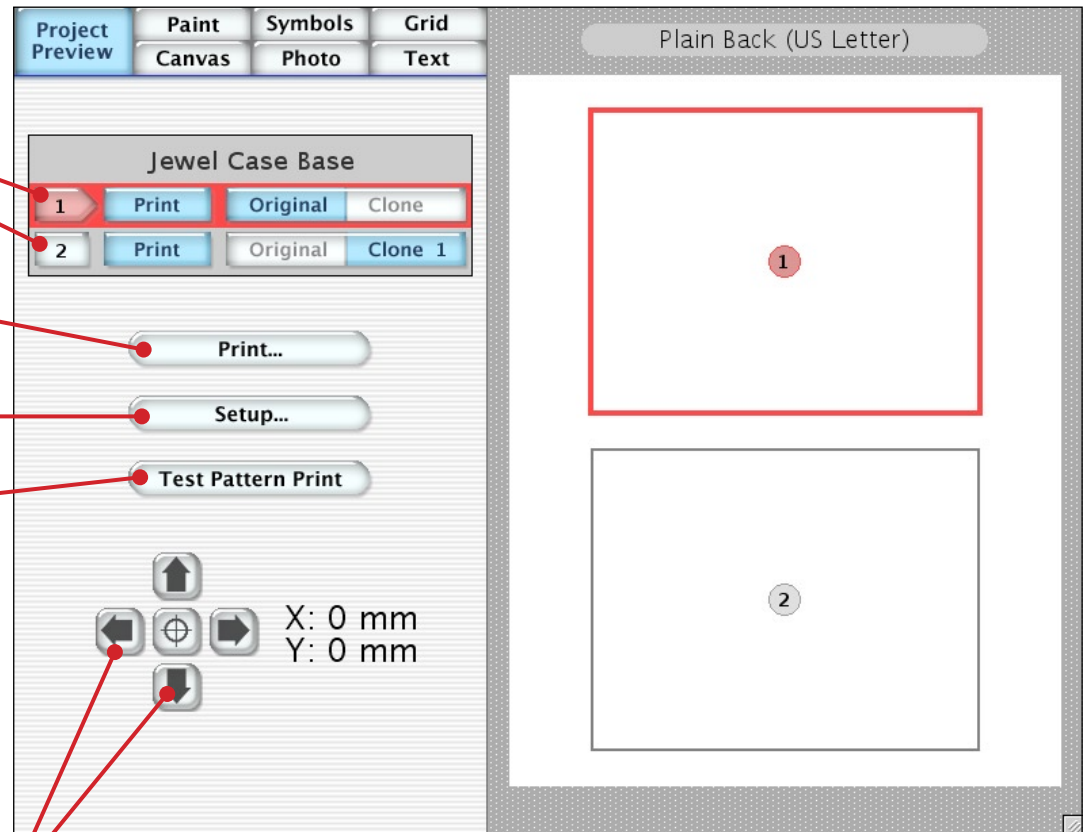 Project Preview
Paint Symbols Grid
Canvas Photo Text
Jewel Case Base
1 Print Original Clone
2 Print Original Clone 1
Print...
Setup...
Test Pattern Print
X: 0 mm
Y: 0 mm
Plain Back (US Letter)
1
2